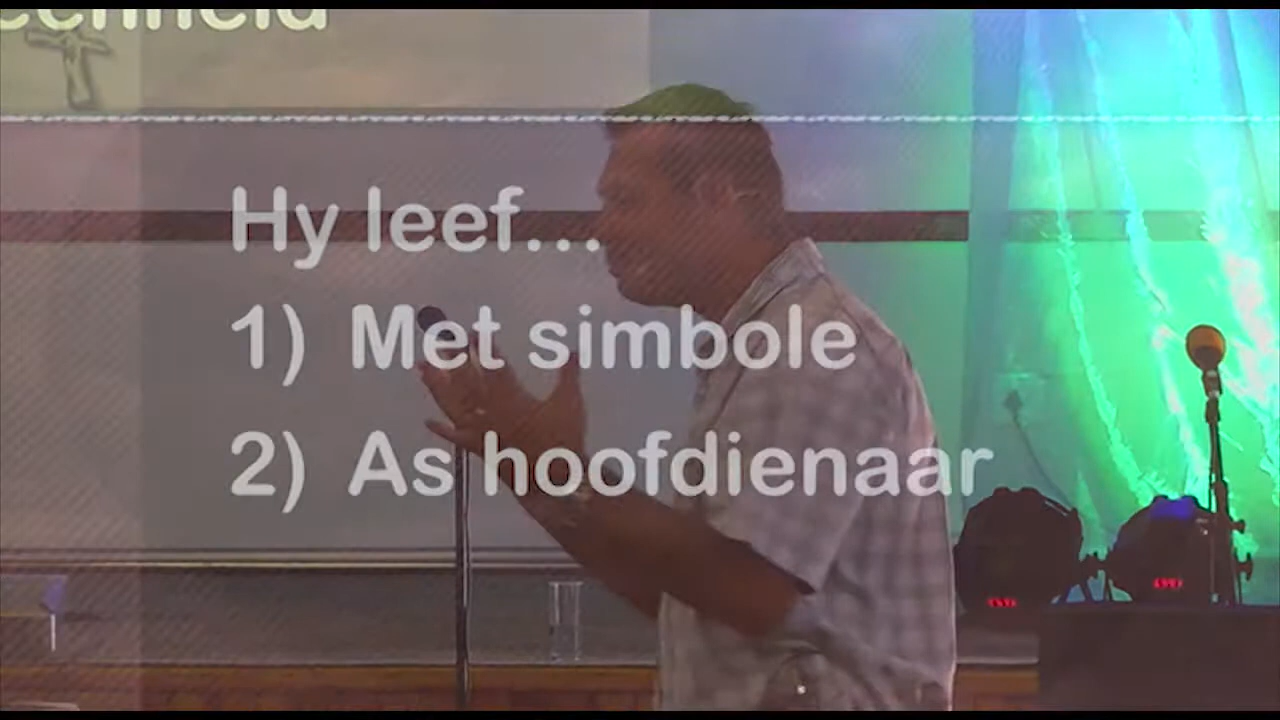 Hy leef...
1) Met simbole
2) As hoofdienaar